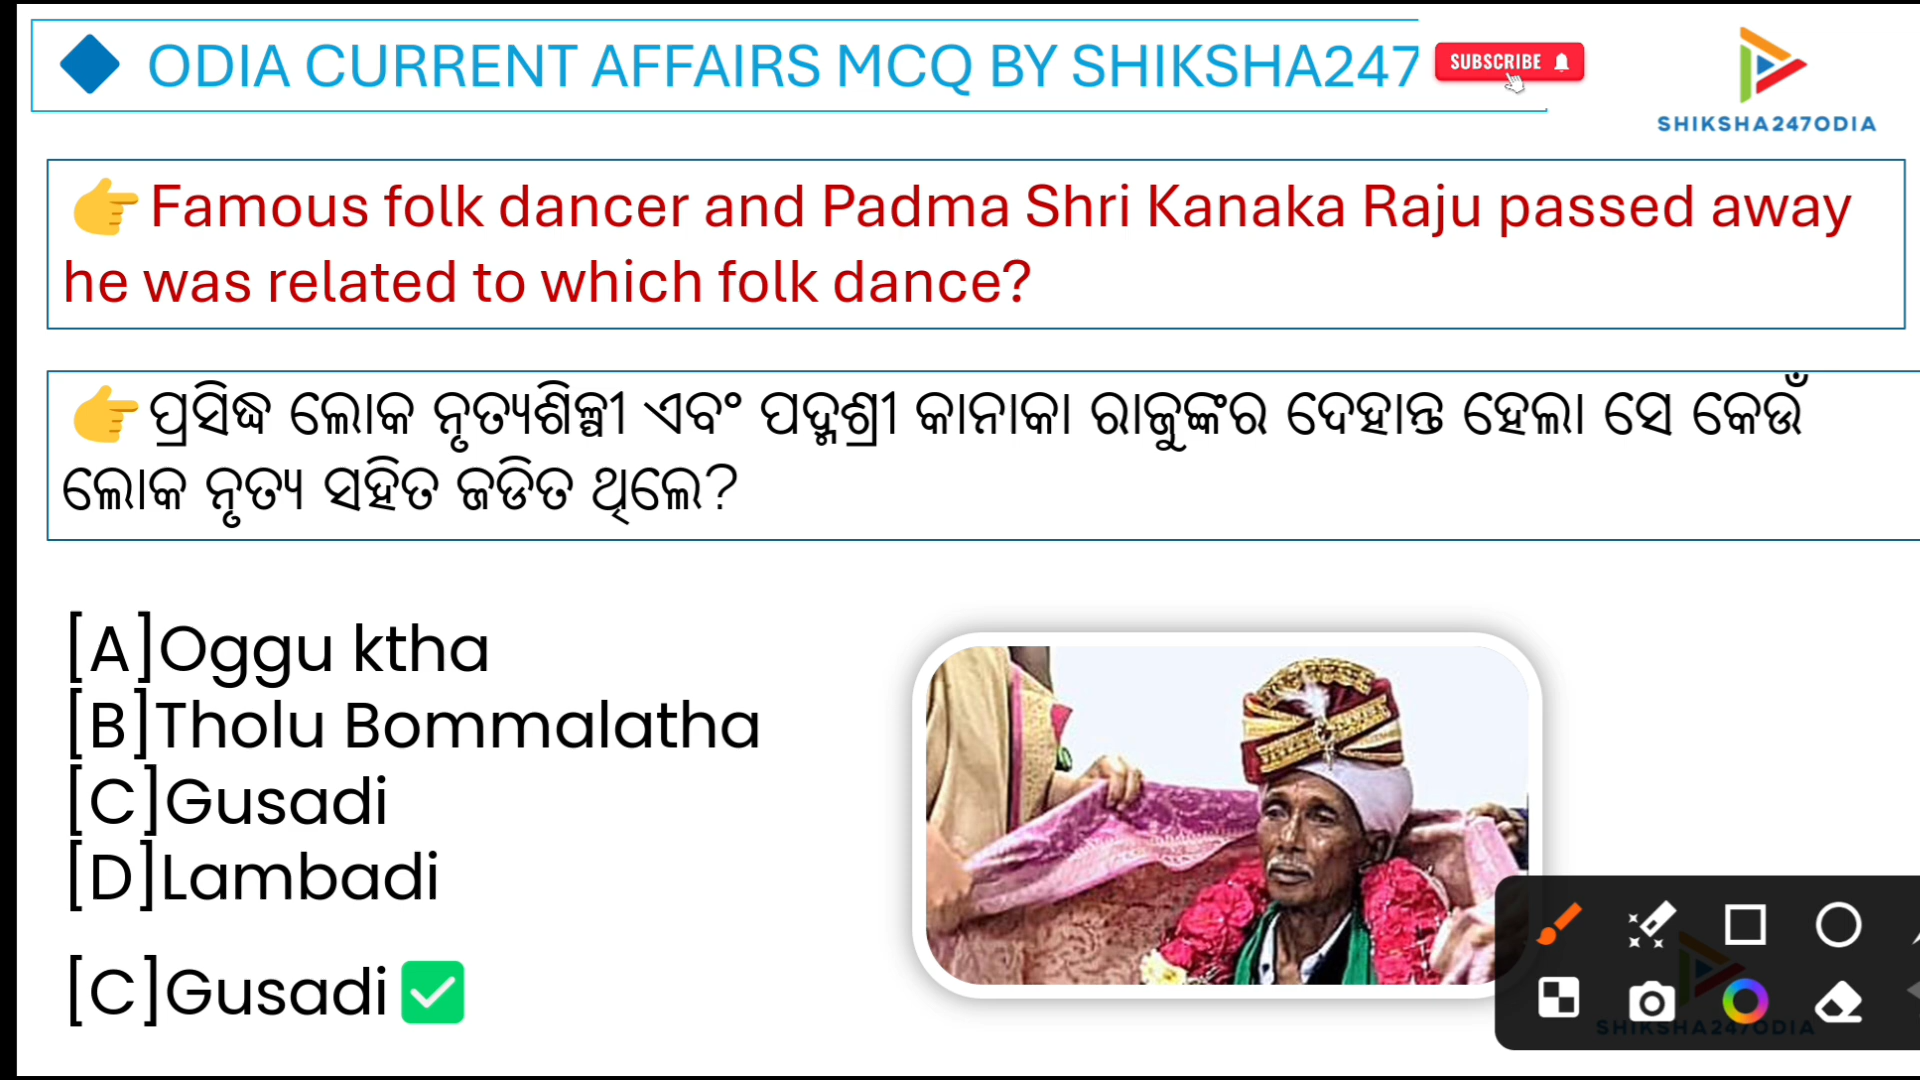 ODIA CURRENT AFFAIRS MCQ BY SHIKSHA247
SUBSCRIBE
SHIKSHA247ODIA
Famous folk dancer and Padma Shri Kanaka Raju passed away
he was related to which folk dance?
ପ୍ରସିଦ୍ଧ ଲୋକ ନୃତ୍ୟଶିଳ୍ପୀ ଏବଂ ପଦ୍ମଶ୍ରୀ କାନାକା ରାଜୁଙ୍କର ଦେହାନ୍ତ ହେଲା ସେ କେଉଁ
ଲୋକ ନୃତ୍ୟ ସହିତ ଜଡିତ ଥିଲେ?
[A]Oggu ktha
[B]Tholu Bommalatha
[C]Gusadi
[D]Lambadi
[C]Gusadi
SHIKSHA247ODIA